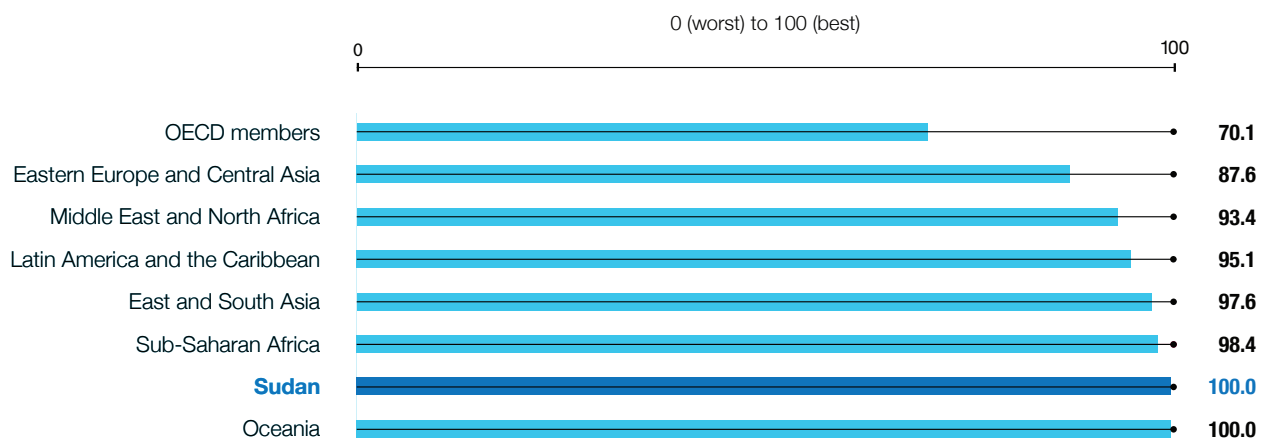 0 (worst) to 100 (best)
0 100
OECD members 70.1
Eastern Europe and Central Asia 87.6
Middle East and North Africa 93.4
Latin America and the Caribbean 95.1
East and South Asia 97.6
Sub-Saharan Africa 98.4
Sudan 100.0
Oceania 100.0